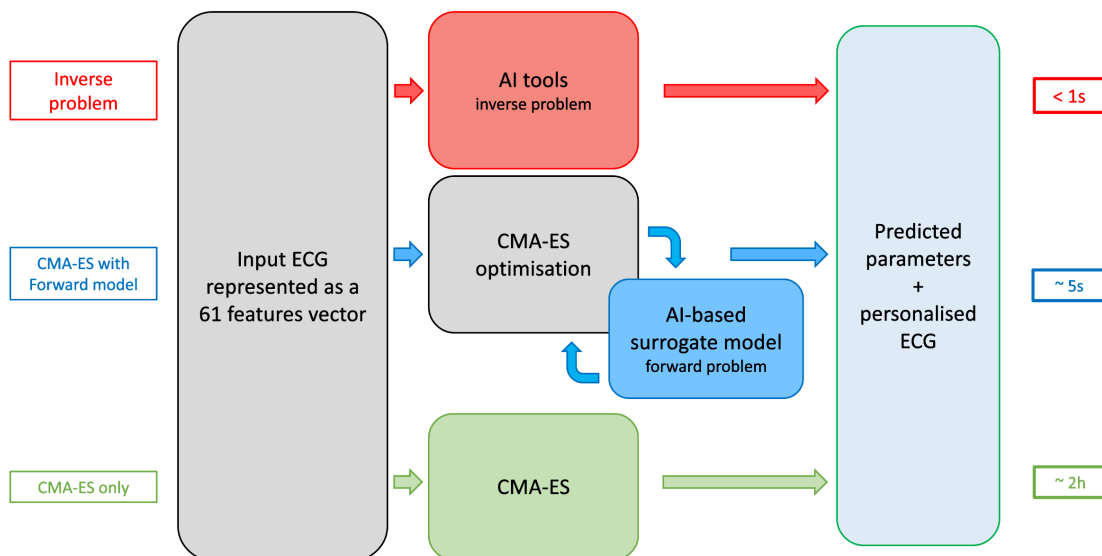 Inverse
problem
Input ECG
represented as a
61 features vector
AI tools
inverse problem
Predicted
parameters
+
personalised
ECG
< 1s
CMA-ES with
Forward model
CMA-ES
optimisation
AI-based
surrogate model
forward problem
~ 5s
CMA-ES only
CMA-ES
~ 2h